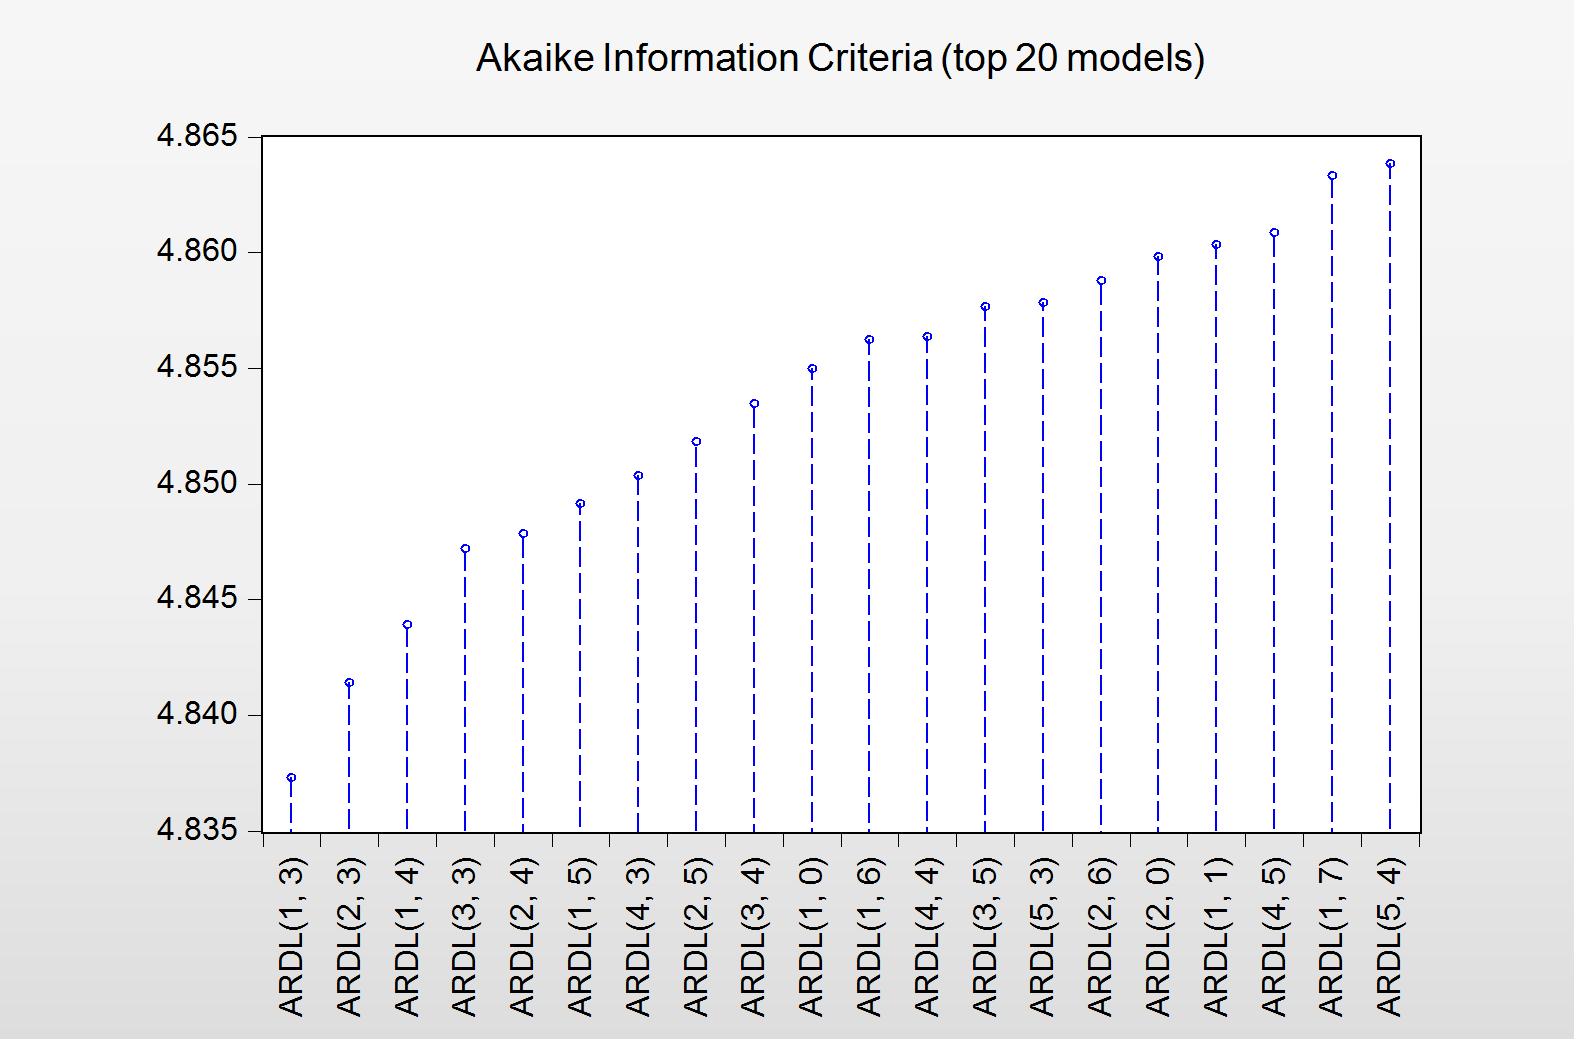 Akaike Information Criteria (top 20 models)
4.865
4.860
4.855
4.850
4.845
4.840
4.835
ARDL(1, 3)
ARDL(2, 3)
ARDL(1, 4)
ARDL(3, 3)
ARDL(2, 4)
ARDL(1, 5)
ARDL(4, 3)
ARDL(2, 5)
ARDL(3, 4)
ARDL(1, 0)
ARDL(1, 6)
ARDL(4, 4)
ARDL(3, 5)
ARDL(5, 3)
ARDL(2, 6)
ARDL(2, 0)
ARDL(1, 1)
ARDL(4, 5)
ARDL(1, 7)
ARDL(5, 4)